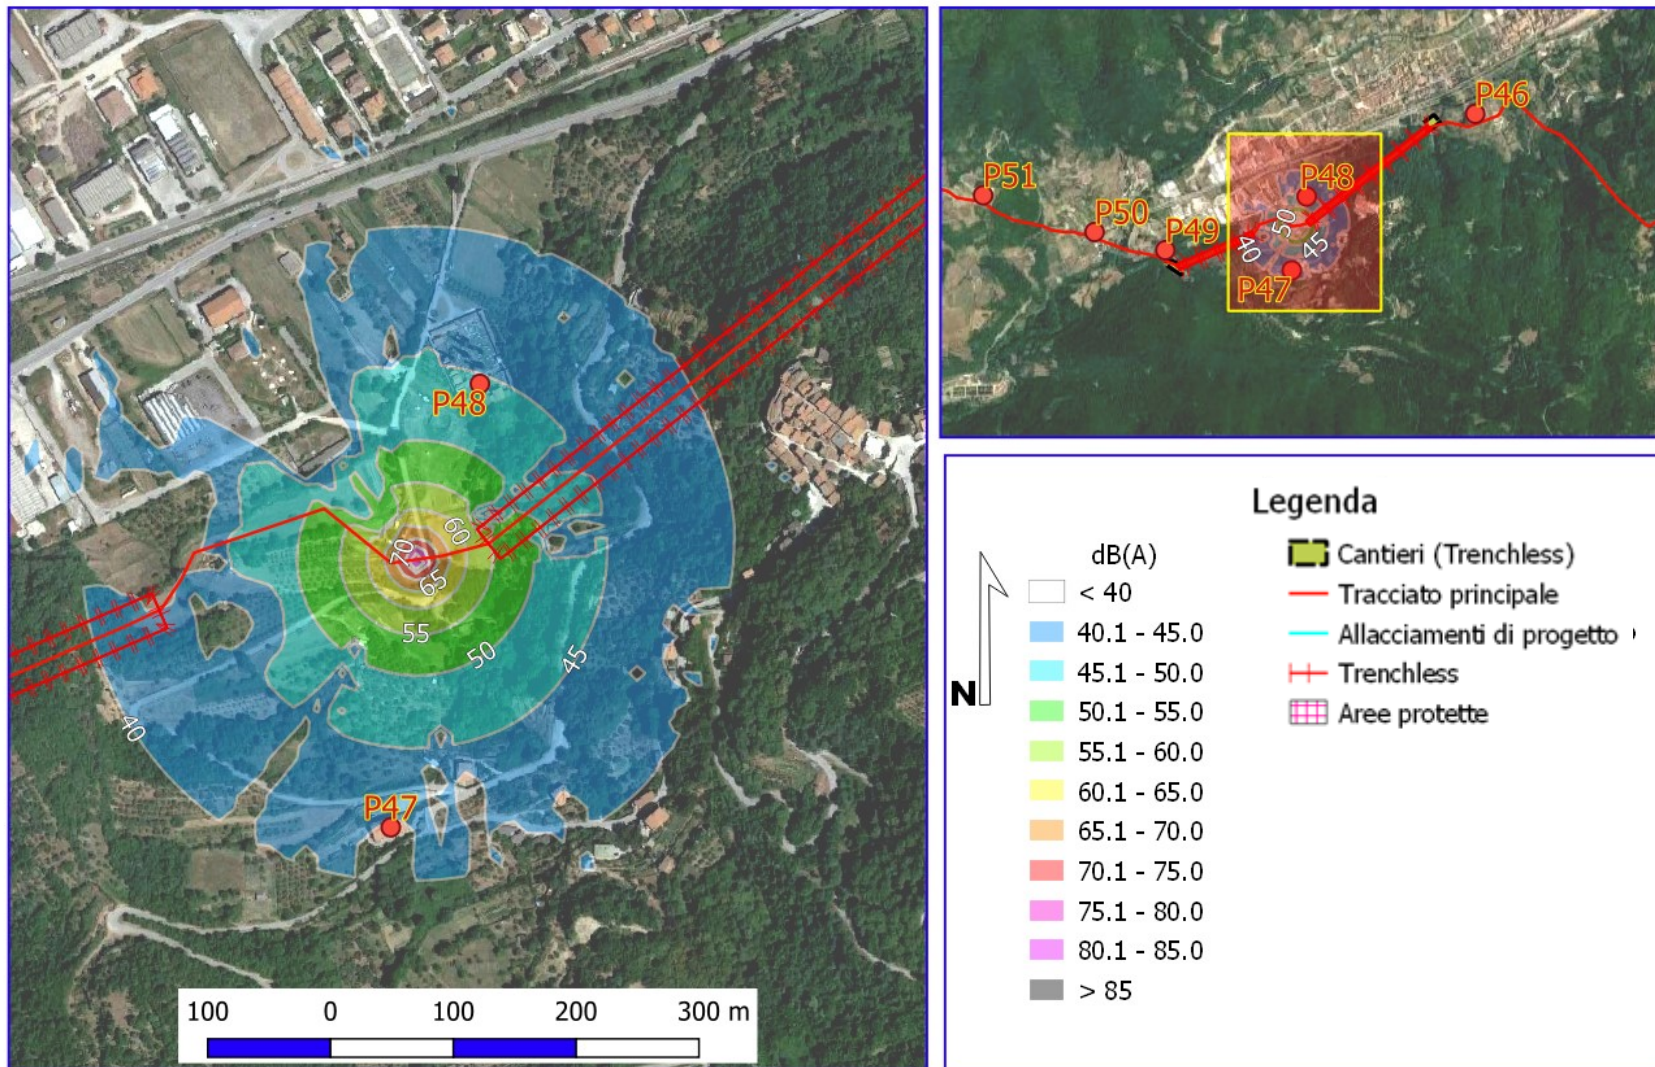 P48
60
70
65
55
50
45
40
P47
100 0 100 200 300 m
P46
P51
P48
P50
P49
50
40
45
P47
Legenda
dB(A)
< 40
40.1 - 45.0
45.1 - 50.0
50.1 - 55.0
55.1 - 60.0
60.1 - 65.0
65.1 - 70.0
70.1 - 75.0
75.1 - 80.0
80.1 - 85.0
> 85
N
Cantieri (Trenchless)
Tracciato principale
Allacciamenti di progetto
Trenchless
Aree protette